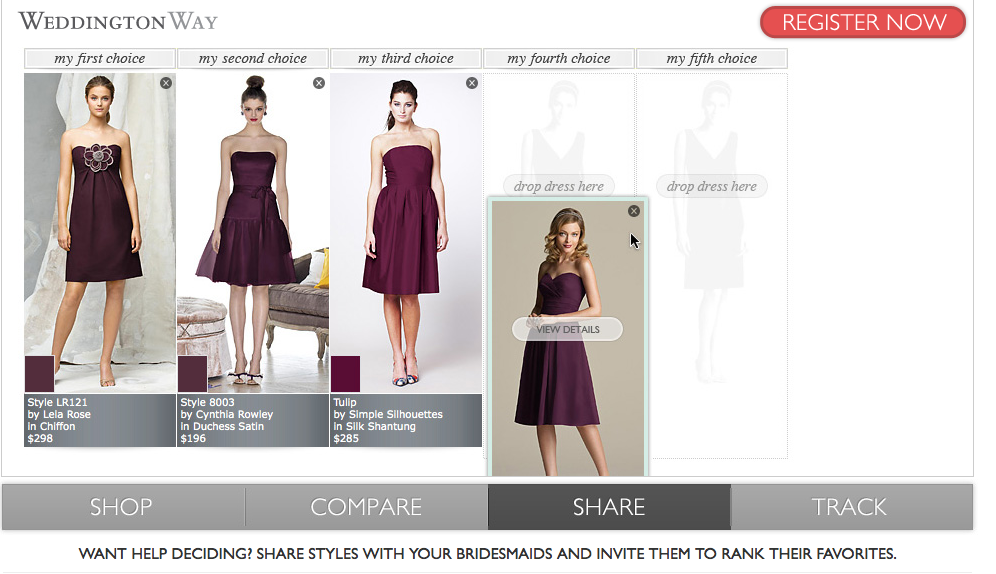 WEDDINGTON WAY
REGISTER NOW
my first choice
my second choice
my third choice
my fourth choice
my fifth choice
drop dress here
drop dress here
VIEW DETAILS
Style LR121
by Lela Rose
in Chiffon
$298
Style 8003
by Cynthia Rowley
in Duchess Satin
$196
Tulip
by Simple Silhouettes
in Silk Shantung
$285
SHOP
COMPARE
SHARE
TRACK
WANT HELP DECIDING? SHARE STYLES WITH YOUR BRIDESMAIDS AND INVITE THEM TO RANK THEIR FAVORITES.